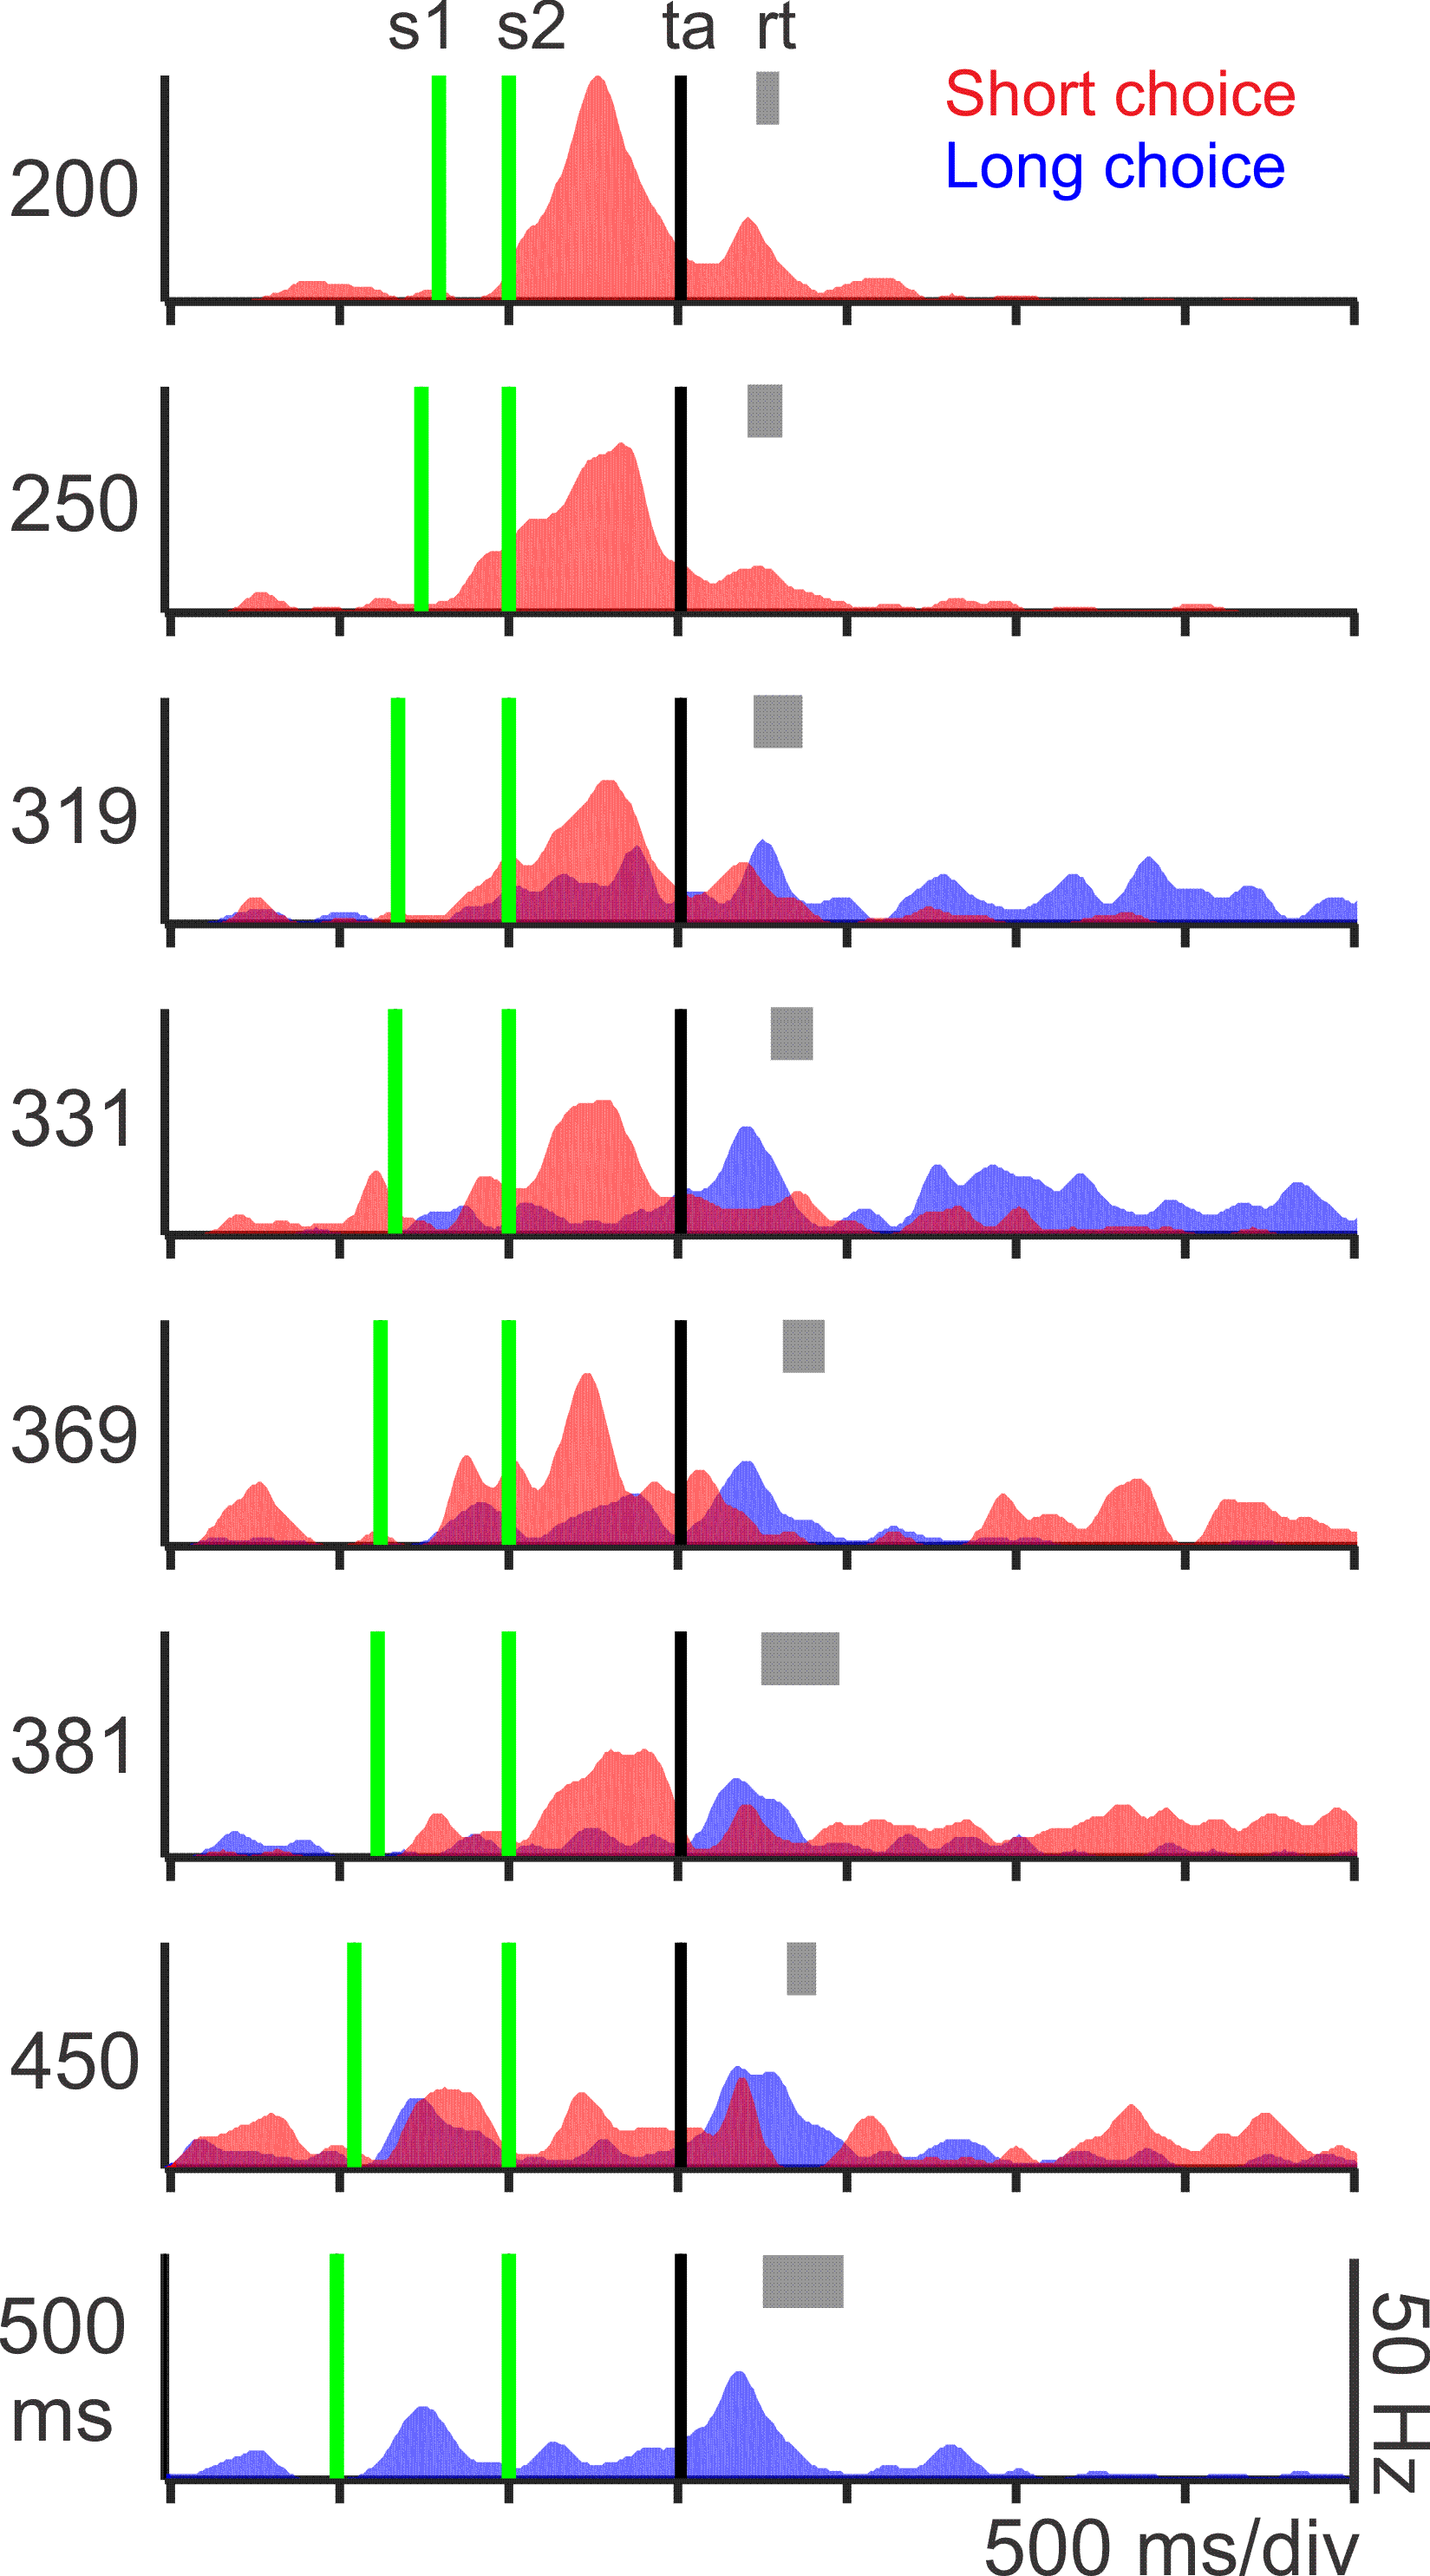 s1 s2 ta rt
Short choice
Long choice
200
250
319
331
369
381
450
500
ms
50 Hz
500 ms/div